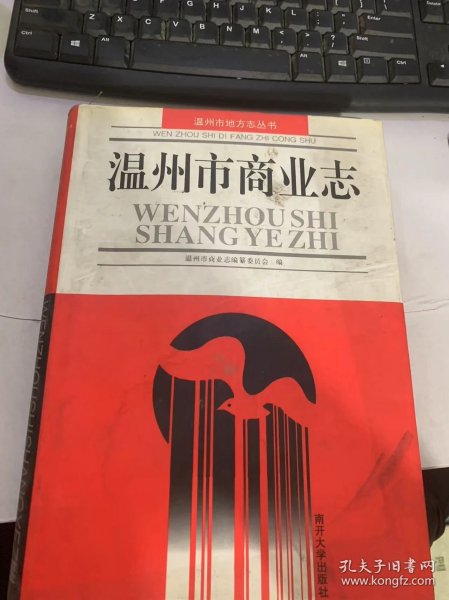 温州市地方志丛书
WEN ZHOU SHI DI FANG ZHI CONG SHU
温州市商业志
WENZHOU SHI
SHANG YE ZHI
温州市商业志编纂委员会 编
南开大学出版社
孔夫子旧书网
www.kongfz.com